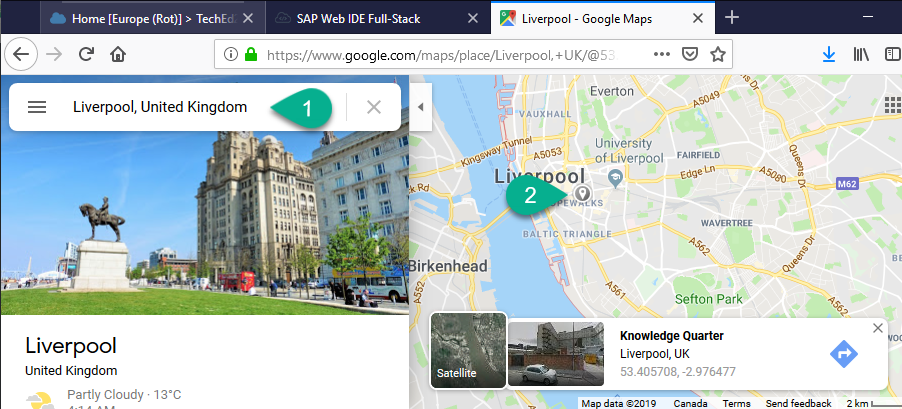 Home [Europe (Rot)] > TechEd
SAP Web IDE Full-Stack
Liverpool - Google Maps
https://www.google.com/maps/place/Liverpool,+UK/@53
Liverpool, United Kingdom
1
Liverpool
United Kingdom
Partly Cloudy · 13°C
4:14 AM
Everton
A5049
VAUXHALL
Kingsway Tunnel
A5053
University
of Liverpool
FAIRFIELD
Queens Dr
Edge Ln
A5080
M62
Liverpool
2
BALTIC TRIANGLE
WAVERTREE
A562
Queens Dr
Birkenhead
A552
A561
Sefton Park
A562
Satellite
Knowledge Quarter
Liverpool, UK
53.405708, -2.976477
Map data ©2019
Canada
Terms
Send feedback
2 km